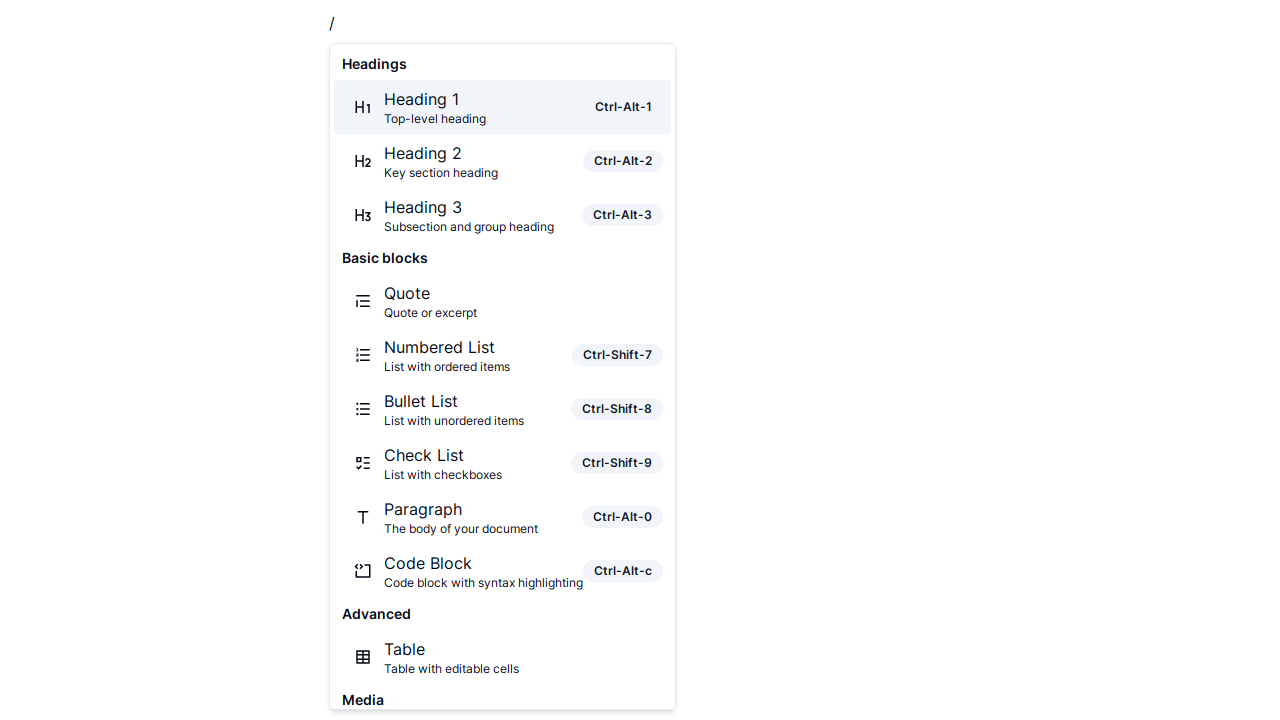 /
Headings
H1 Heading 1 Ctrl-Alt-1
Top-level heading
H2 Heading 2 Ctrl-Alt-2
Key section heading
H3 Heading 3 Ctrl-Alt-3
Subsection and group heading
Basic blocks
Quote
Quote or excerpt
Numbered List Ctrl-Shift-7
List with ordered items
Bullet List Ctrl-Shift-8
List with unordered items
Check List Ctrl-Shift-9
List with checkboxes
Paragraph Ctrl-Alt-0
The body of your document
Code Block Ctrl-Alt-c
Code block with syntax highlighting
Advanced
Table
Table with editable cells
Media